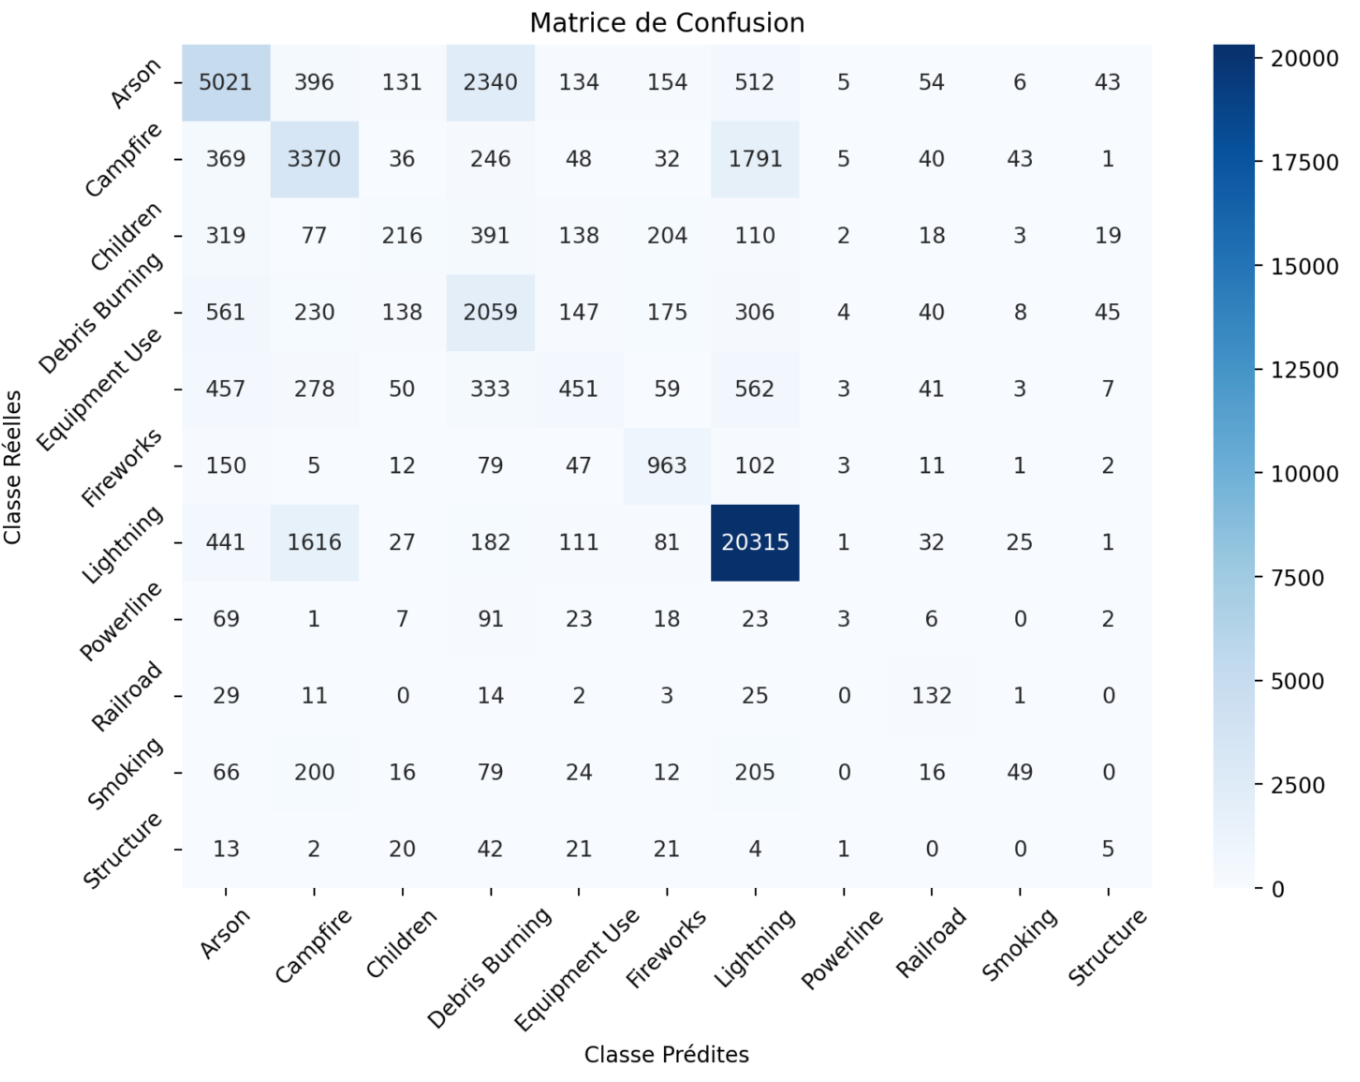 Matrice de Confusion
Classe Réelles
Arson 5021 396 131 2340 134 154 512 5 54 6 43
Campfire 369 3370 36 246 48 32 1791 5 40 43 1
Children 319 77 216 391 138 204 110 2 18 3 19
Debris Burning 561 230 138 2059 147 175 306 4 40 8 45
Equipment Use 457 278 50 333 451 59 562 3 41 3 7
Fireworks 150 5 12 79 47 963 102 3 11 1 2
Lightning 441 1616 27 182 111 81 20315 1 32 25 1
Powerline 69 1 7 91 23 18 23 3 6 0 2
Railroad 29 11 0 14 2 3 25 0 132 1 0
Smoking 66 200 16 79 24 12 205 0 16 49 0
Structure 13 2 20 42 21 21 4 1 0 0 5
Arson Campfire Children Debris Burning Equipment Use Fireworks Lightning Powerline Railroad Smoking Structure
Classe Prédites
20000
17500
15000
12500
10000
7500
5000
2500
0